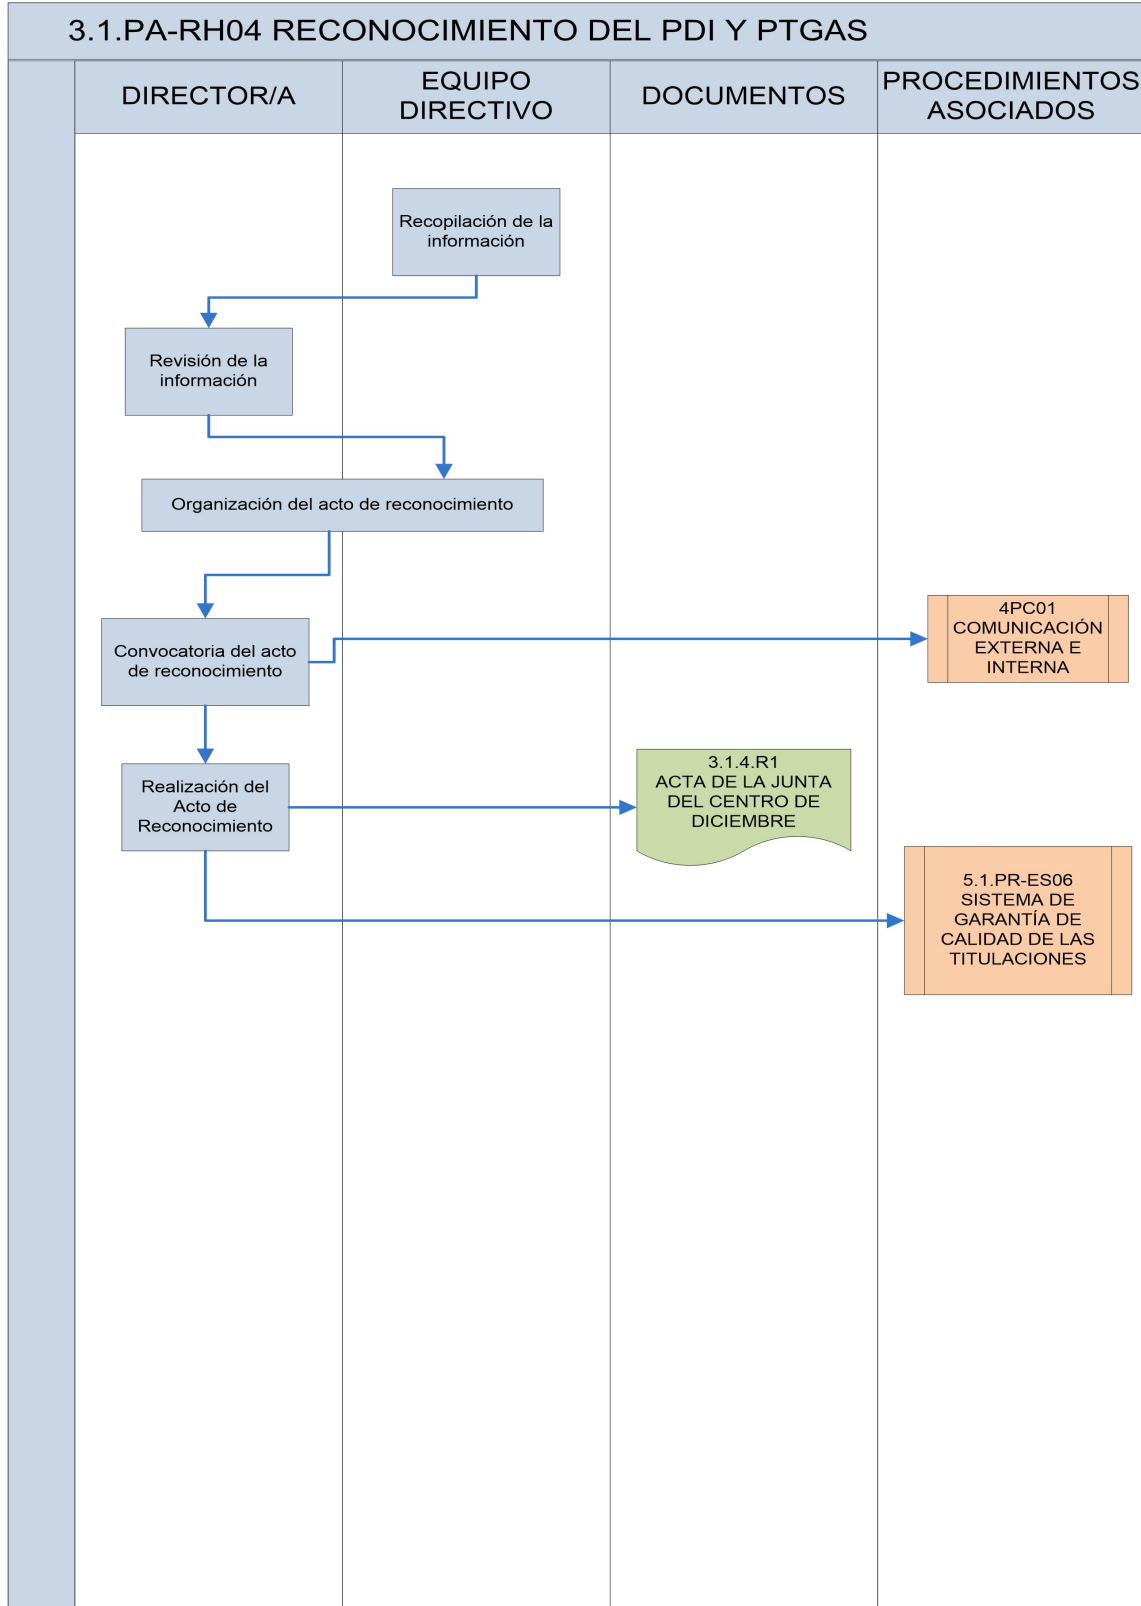 3.1.PA-RH04 RECONOCIMIENTO DEL PDI Y PTGAS
DIRECTOR/A
EQUIPO
DIRECTIVO
DOCUMENTOS
PROCEDIMIENTOS
ASOCIADOS
Recopilación de la
información
Revisión de la
información
Organización del acto de reconocimiento
Convocatoria del acto
de reconocimiento
4PC01
COMUNICACIÓN
EXTERNA E
INTERNA
Realización del
Acto de
Reconocimiento
3.1.4.R1
ACTA DE LA JUNTA
DEL CENTRO DE
DICIEMBRE
5.1.PR-ES06
SISTEMA DE
GARANTÍA DE
CALIDAD DE LAS
TITULACIONES